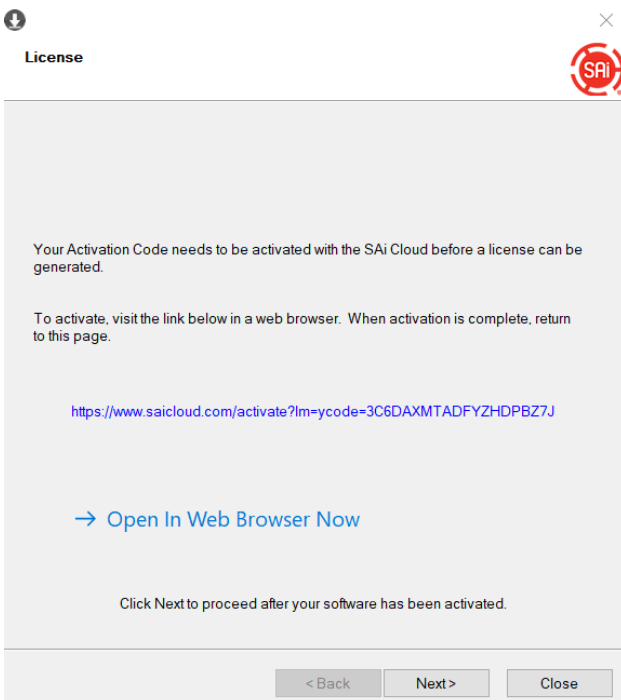 License
SAi
Your Activation Code needs to be activated with the SAi Cloud before a license can be
generated.
To activate, visit the link below in a web browser.  When activation is complete, return
to this page.
https://www.saicloud.com/activate?lm=ycode=3C6DAXMTADFYZHDPBZ7J
→ Open In Web Browser Now
Click Next to proceed after your software has been activated.
< Back
Next >
Close